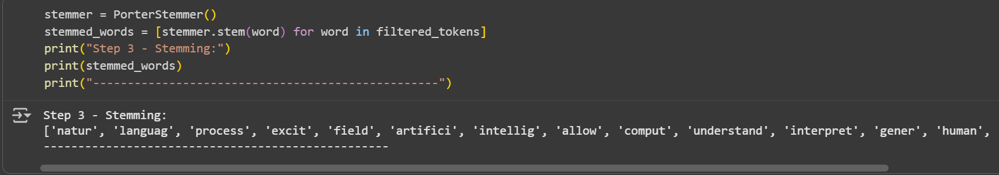 stemmer = PorterStemmer()
stemmed_words = [stemmer.stem(word) for word in filtered_tokens]
print("Step 3 - Stemming:")
print(stemmed_words)
print("--------------------------------------------------")
Step 3 - Stemming:
['natur', 'languag', 'process', 'excit', 'field', 'artifici', 'intellig', 'allow', 'comput', 'understand', 'interpret', 'gener', 'human',
--------------------------------------------------